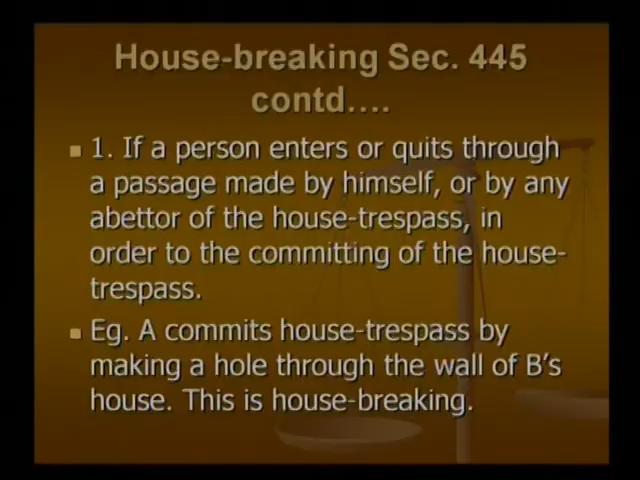 House-breaking Sec. 445
contd....
1. If a person enters or quits through
a passage made by himself, or by any
abettor of the house-trespass, in
order to the committing of the house-
trespass.
Eg. A commits house-trespass by
making a hole through the wall of B's
house. This is house-breaking.